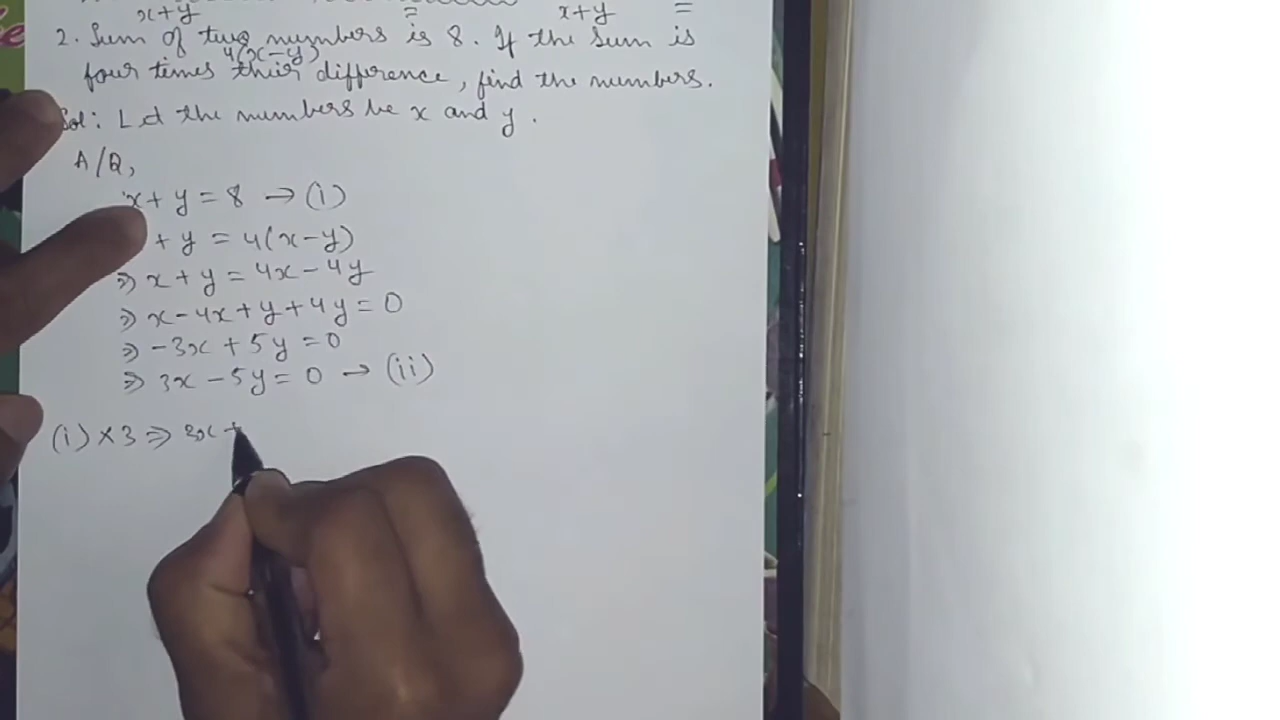 x+y = x+y =
2. Sum of two numbers is 8. If the sum is
4(x-y)
four times thier difference, find the numbers.
Sol: Let the numbers be x and y.
A/Q,
x+y=8 → (i)
+y = 4(x-y)
⇒ x+y = 4x-4y
⇒ x-4x+y+4y=0
⇒ -3x+5y=0
⇒ 3x-5y=0 → (ii)
(i)×3 ⇒ 3x+